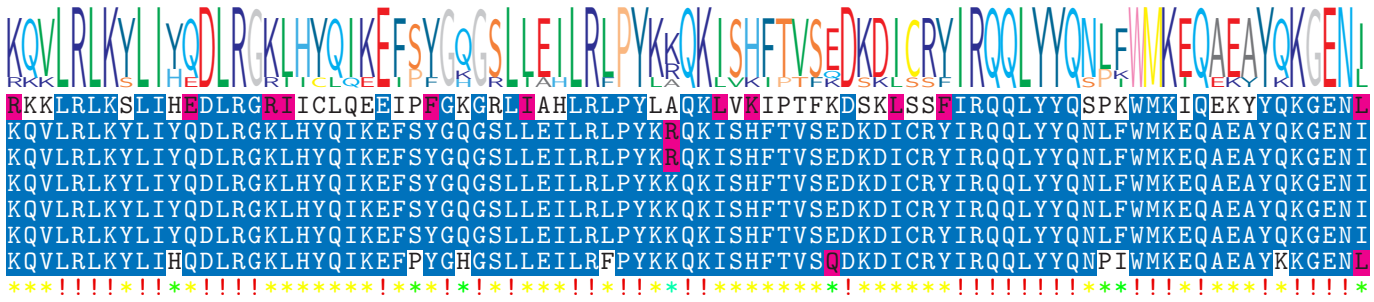 KQVLRLKYLIYQDLRGKLHYQIKEFSYGQGSLLEILRLPYKKQKISHFTVSEDKDICRYIRQQLYYQNLFWMKEQAEAYQKGENI
RKKLRLKSLIHEDLRGRIICLQEEIPFGKGRLIAHLRLPYLAQKLVKIPTFKDSKLSSFIRQQLYYQSPKWMKIQEKYYQKGENL
KQVLRLKYLIYQDLRGKLHYQIKEFSYGQGSLLEILRLPYKRQKISHFTVSEDKDICRYIRQQLYYQNLFWMKEQAEAYQKGENI
KQVLRLKYLIYQDLRGKLHYQIKEFSYGQGSLLEILRLPYKRQKISHFTVSEDKDICRYIRQQLYYQNLFWMKEQAEAYQKGENI
KQVLRLKYLIYQDLRGKLHYQIKEFSYGQGSLLEILRLPYKKQKISHFTVSEDKDICRYIRQQLYYQNLFWMKEQAEAYQKGENI
KQVLRLKYLIYQDLRGKLHYQIKEFSYGQGSLLEILRLPYKKQKISHFTVSEDKDICRYIRQQLYYQNLFWMKEQAEAYQKGENI
KQVLRLKYLIYQDLRGKLHYQIKEFSYGQGSLLEILRLPYKKQKISHFTVSEDKDICRYIRQQLYYQNLFWMKEQAEAYQKGENI
KQVLRLKYLIHQDLRGKLHYQIKEFPYGHGSLLEILRFPYKKQKISHFTVSQDKDICRYIRQQLYYQNPIWMKEQAEAYKKGENL
***!!!!*!!**!!!!*******!***!*!*!***!!*!!**!!********!*!****!!!!!!!!***!!!*!***!*!!!!*